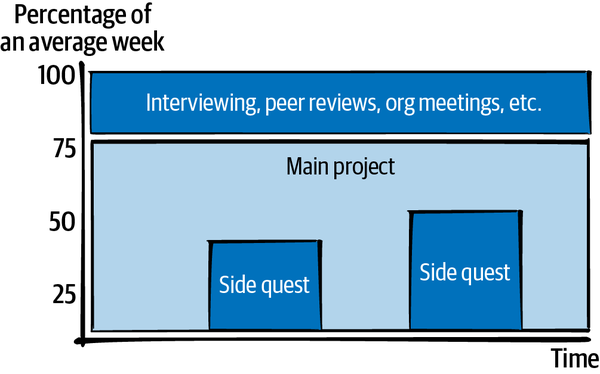 Percentage of
an average week
100
Interviewing, peer reviews, org meetings, etc.
75
Main project
50
Side quest
Side quest
25
Time